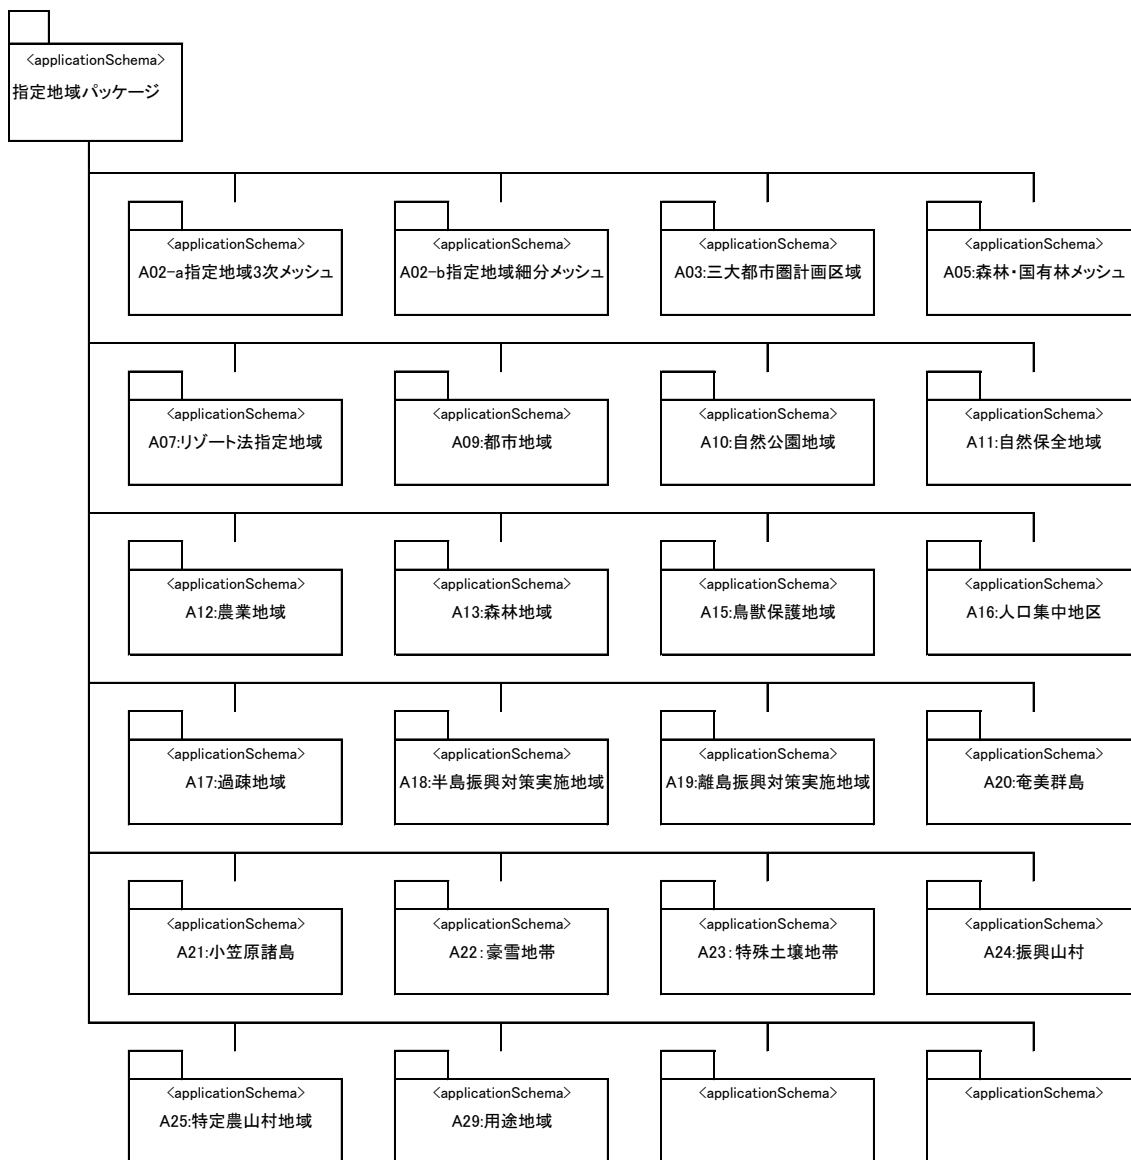 <applicationSchema>
指定地域パッケージ
<applicationSchema>
A02-a指定地域3次メッシュ
<applicationSchema>
A02-b指定地域細分メッシュ
<applicationSchema>
A03:三大都市圏計画区域
<applicationSchema>
A05:森林・国有林メッシュ
<applicationSchema>
A07:リゾート法指定地域
<applicationSchema>
A09:都市地域
<applicationSchema>
A10:自然公園地域
<applicationSchema>
A11:自然保全地域
<applicationSchema>
A12:農業地域
<applicationSchema>
A13:森林地域
<applicationSchema>
A15:鳥獣保護地域
<applicationSchema>
A16:人口集中地区
<applicationSchema>
A17:過疎地域
<applicationSchema>
A18:半島振興対策実施地域
<applicationSchema>
A19:離島振興対策実施地域
<applicationSchema>
A20:奄美群島
<applicationSchema>
A21:小笠原諸島
<applicationSchema>
A22:豪雪地帯
<applicationSchema>
A23:特殊土壌地帯
<applicationSchema>
A24:振興山村
<applicationSchema>
A25:特定農山村地域
<applicationSchema>
A29:用途地域
<applicationSchema>
<applicationSchema>